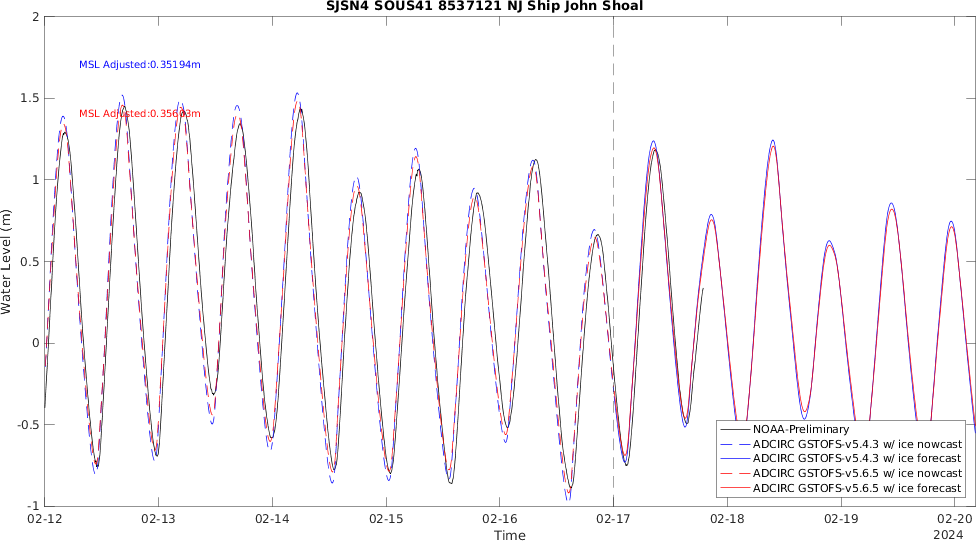 SJSN4 SOUS41 8537121 NJ Ship John Shoal
2
1.5
1
0.5
0
-0.5
-1
Water Level (m)
MSL Adjusted:0.35194m
MSL Adjusted:
NOAA-Preliminary
ADCIRC GSTOFS-v5.4.3 w/ ice nowcast
ADCIRC GSTOFS-v5.4.3 w/ ice forecast
ADCIRC GSTOFS-v5.6.5 w/ ice nowcast
ADCIRC GSTOFS-v5.6.5 w/ ice forecast
02-12 02-13 02-14 02-15 02-16 02-17 02-18 02-19 02-20
Time
2024